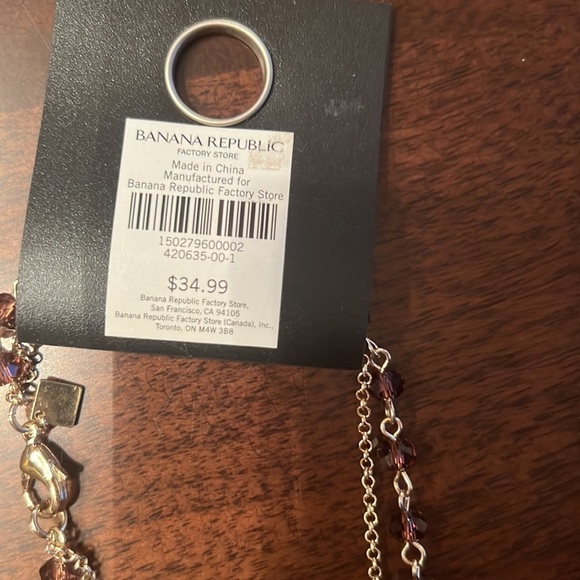 BANANA REPUBLIC
FACTORY STORE
Made in China
Manufactured for
Banana Republic Factory Store
150279600002
420635-00-1
$34.99
Banana Republic Factory Store,
San Francisco, CA 94105
Banana Republic Factory Store (Canada), Inc.,
Toronto, ON M4W 3B8